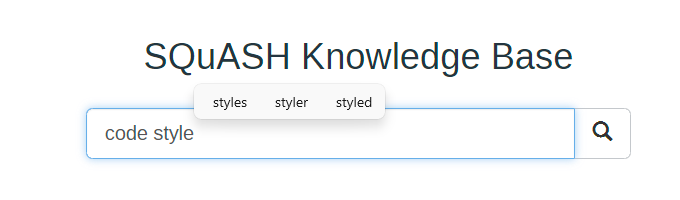 SQuASH Knowledge Base
styles styler styled
code style